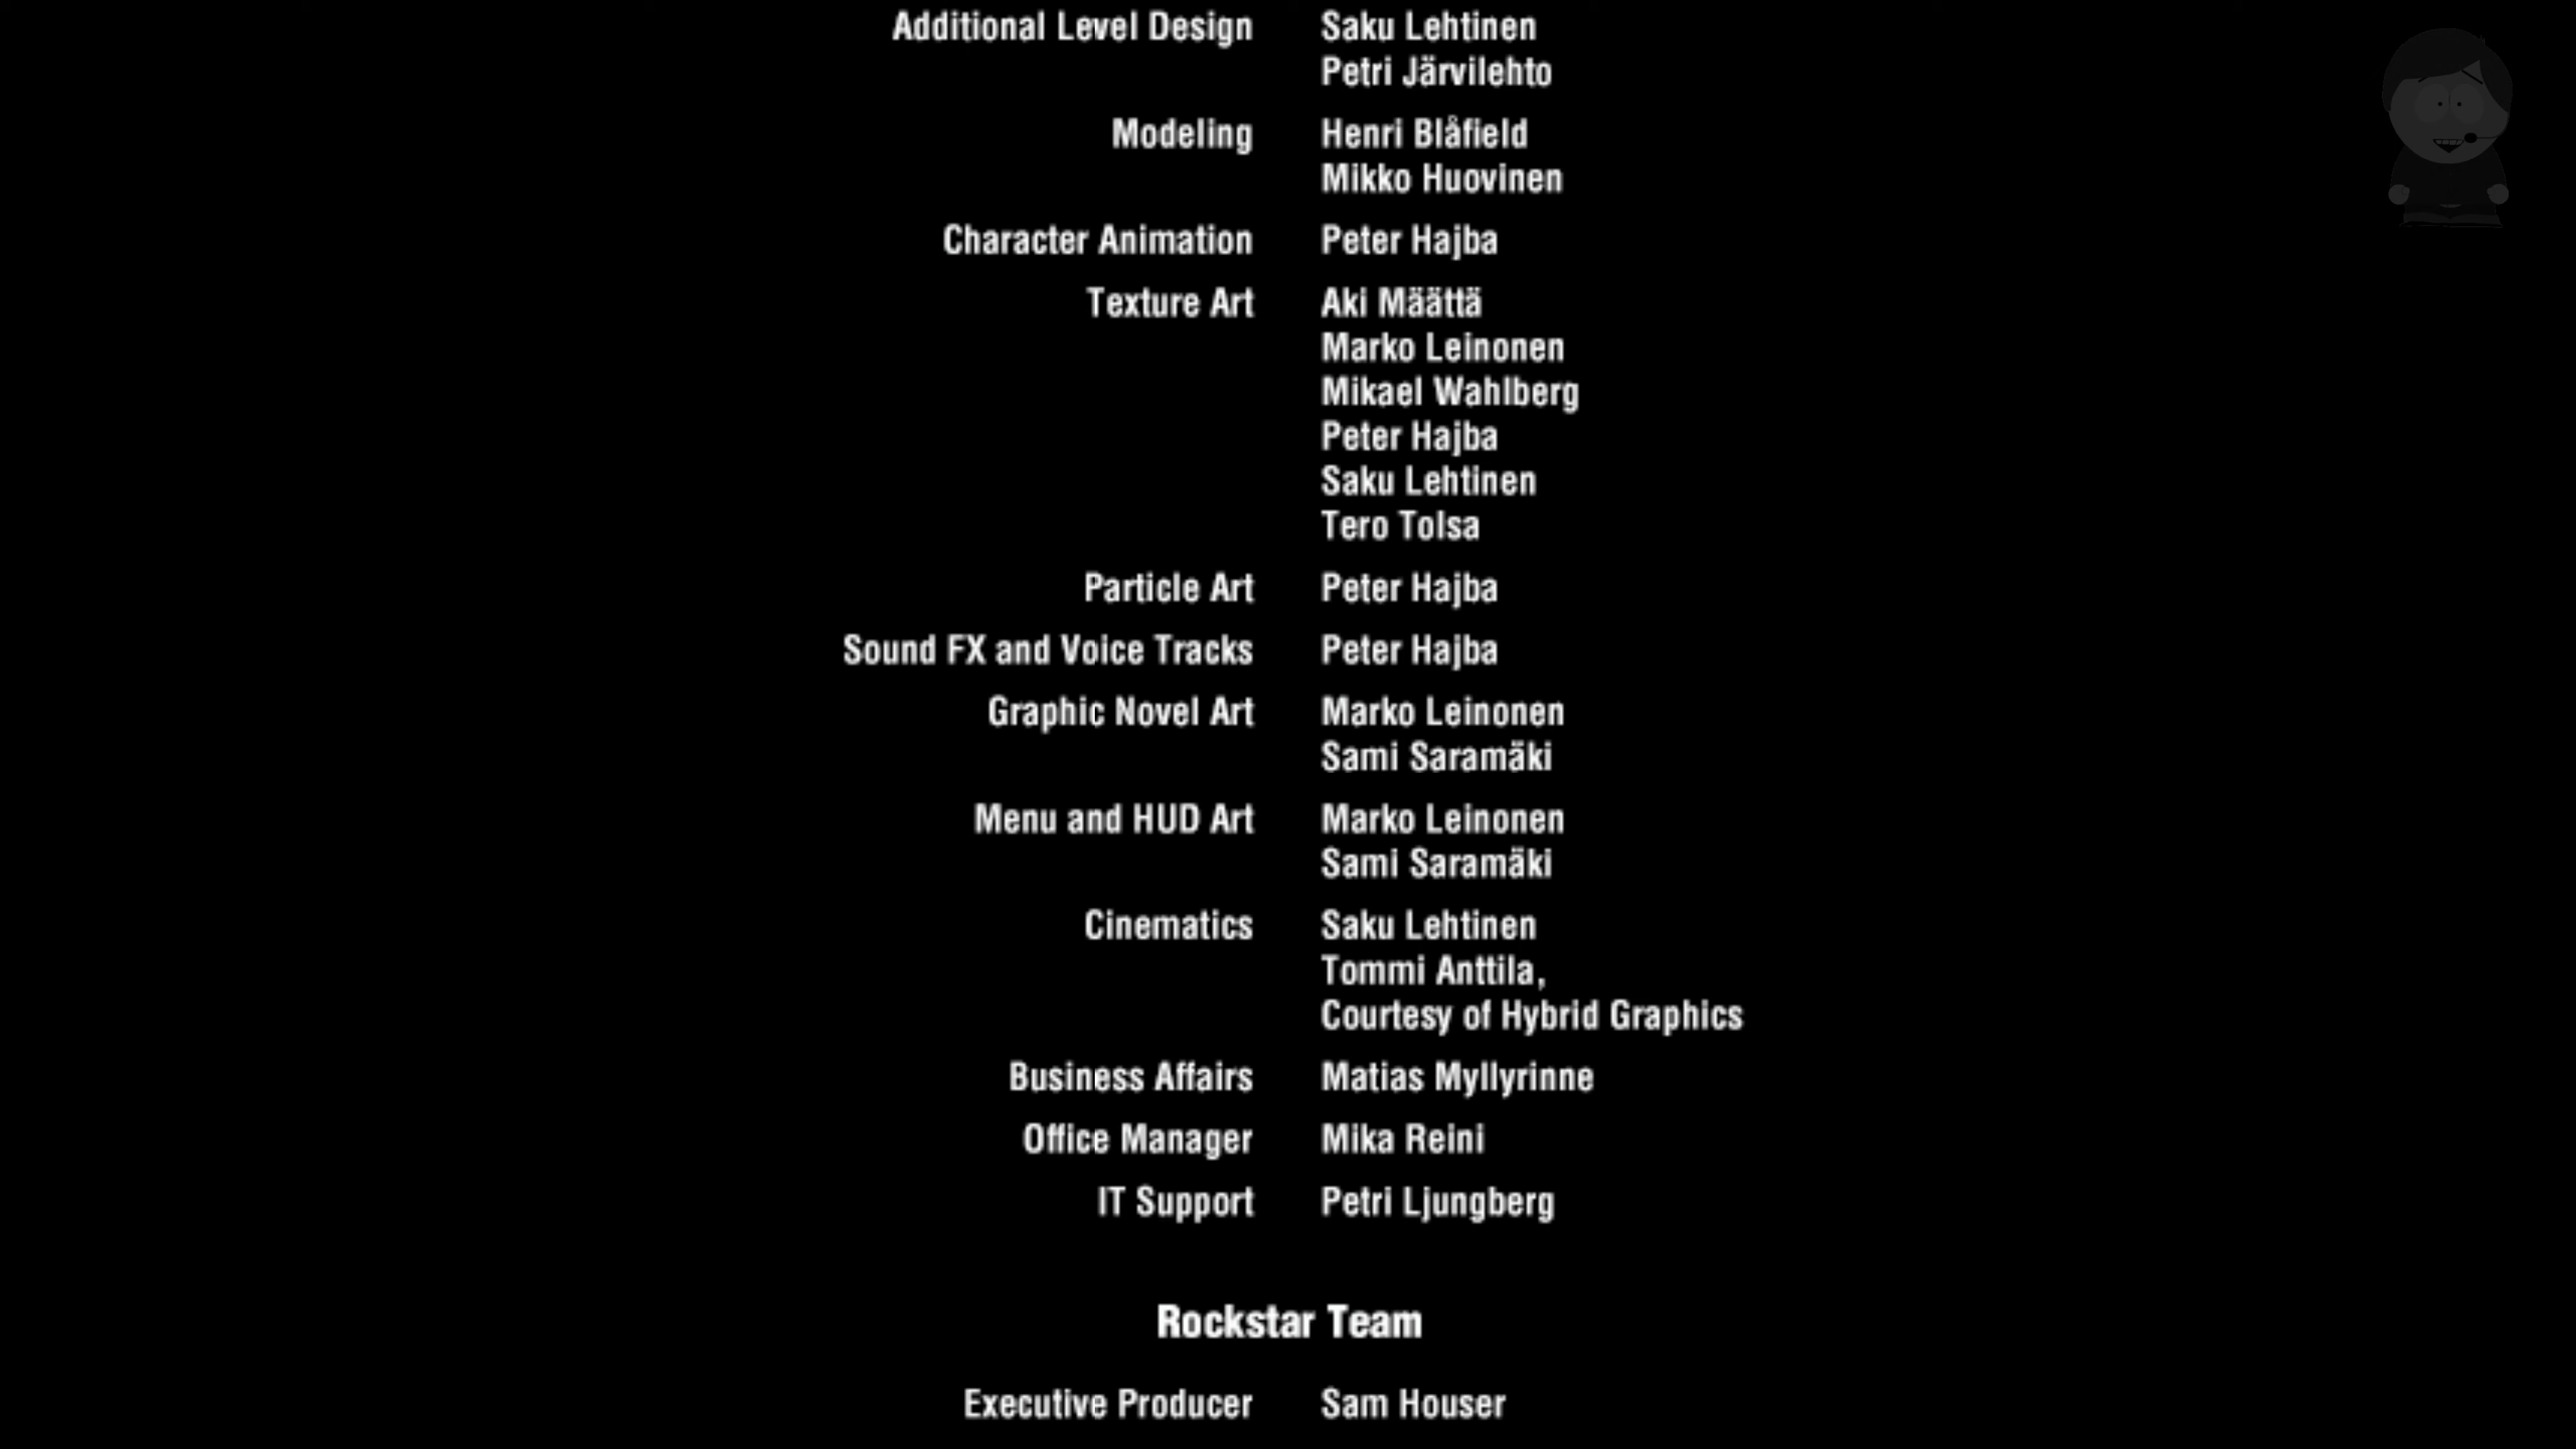 Additional Level Design Saku Lehtinen
Petri Järvilehto
Modeling Henri Blåfield
Mikko Huovinen
Character Animation Peter Hajba
Texture Art Aki Määttä
Marko Leinonen
Mikael Wahlberg
Peter Hajba
Saku Lehtinen
Tero Tolsa
Particle Art Peter Hajba
Sound FX and Voice Tracks Peter Hajba
Graphic Novel Art Marko Leinonen
Sami Saramäki
Menu and HUD Art Marko Leinonen
Sami Saramäki
Cinematics Saku Lehtinen
Tommi Anttila,
Courtesy of Hybrid Graphics
Business Affairs Matias Myllyrinne
Office Manager Mika Reini
IT Support Petri Ljungberg
Rockstar Team
Executive Producer Sam Houser